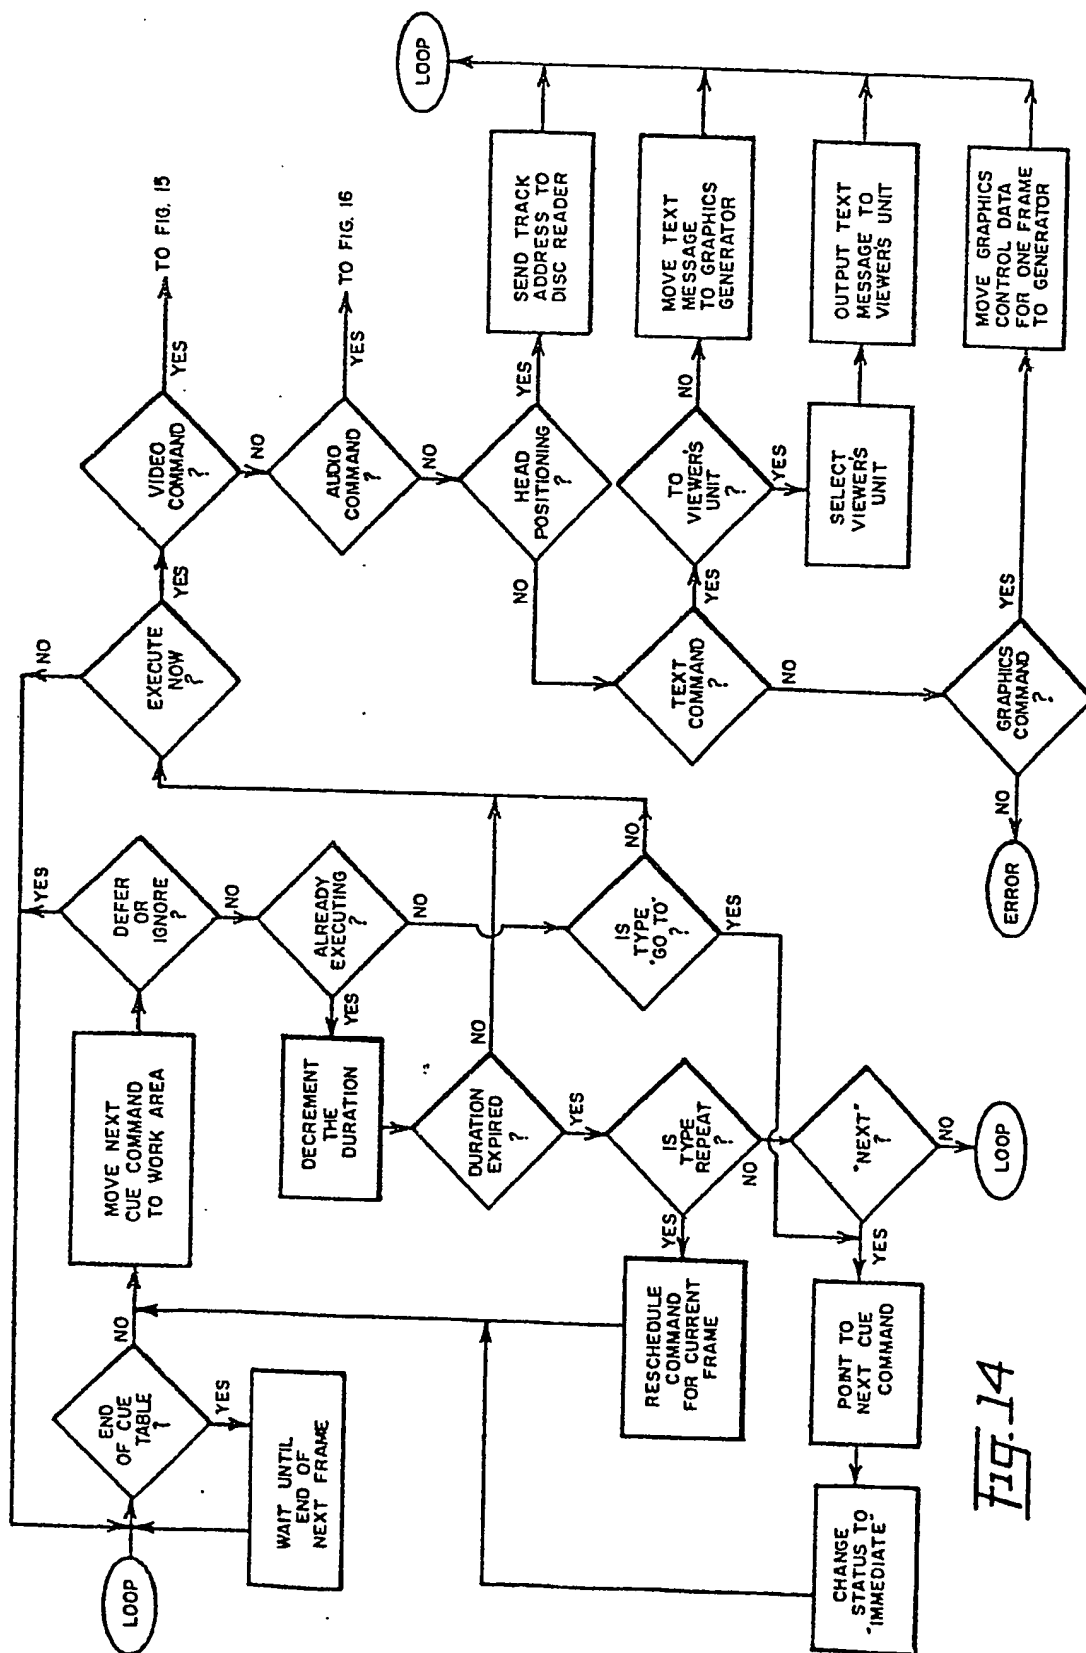 LOOP
END
OF CUE
TABLE
?
NO
YES
WAIT UNTIL
END OF
NEXT FRAME
MOVE NEXT
CUE COMMAND
TO WORK AREA
DEFER
OR
IGNORE
?
YES
NO
ALREADY
EXECUTING
?
YES
NO
DECREMENT
THE
DURATION
DURATION
EXPIRED
?
NO
YES
IS
TYPE
REPEAT
?
YES
NO
RESCHEDULE
COMMAND
FOR CURRENT
FRAME
IS
TYPE
"GO TO"
?
NO
YES
"NEXT"
?
YES
NO
LOOP
POINT TO
NEXT CUE
COMMAND
CHANGE
STATUS TO
"IMMEDIATE"
EXECUTE
NOW
?
NO
YES
VIDEO
COMMAND
?
YES
TO FIG. 15
NO
AUDIO
COMMAND
?
YES
TO FIG. 16
NO
HEAD
POSITIONING
?
YES
NO
SEND TRACK
ADDRESS TO
DISC READER
TEXT
COMMAND
?
YES
NO
TO
VIEWER'S
UNIT
?
NO
YES
MOVE TEXT
MESSAGE
TO GRAPHICS
GENERATOR
SELECT
VIEWER'S
UNIT
OUTPUT TEXT
MESSAGE TO
VIEWER'S UNIT
GRAPHICS
COMMAND
?
YES
NO
ERROR
MOVE GRAPHICS
CONTROL DATA
FOR ONE FRAME
TO GENERATOR
LOOP
Fig. 14